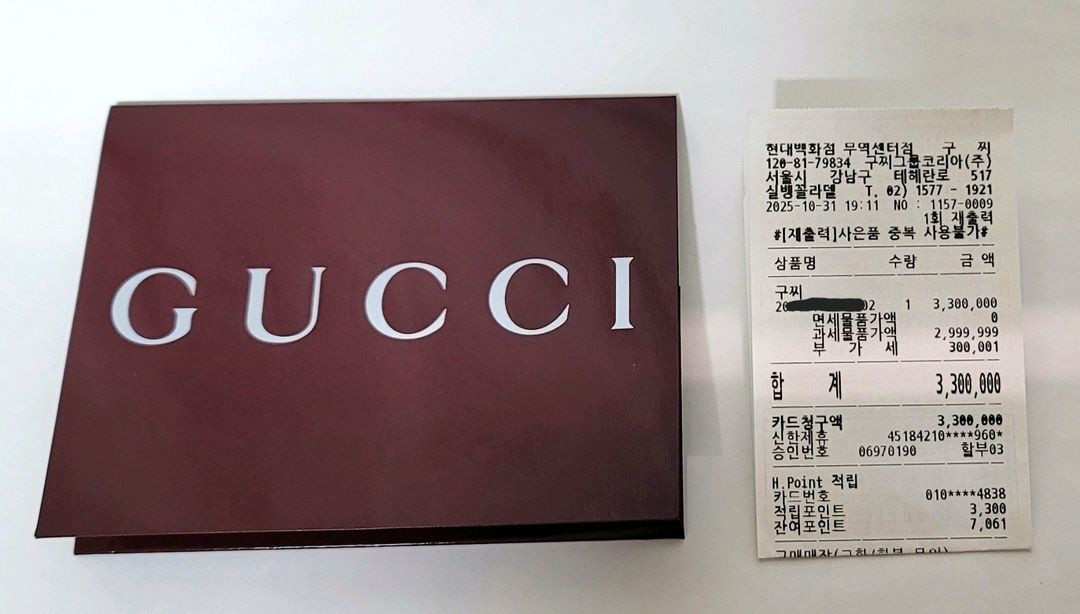 GUCCI
현대백화점 무역센터점 구 찌
120-81-79834 구찌그룹코리아(주)
서울시 강남구 테헤란로 517
실뱅꼴라델 T. 02) 1577 - 1921
2025-10-31 19:11 NO : 1157-0009
1회 재출력
#[재출력]사은품 중복 사용불가#
상품명 수량 금 액
구찌
1 3,300,000
면세물품가액 0
과세물품가액 2,999,999
부 가 세 300,001
합 계 3,300,000
카드청구액 3,300,000
신한제휴 45184210****960*
승인번호 06970190 할부03
H.Point 적립
카드번호 010****4838
적립포인트 3,300
잔여포인트 7,061